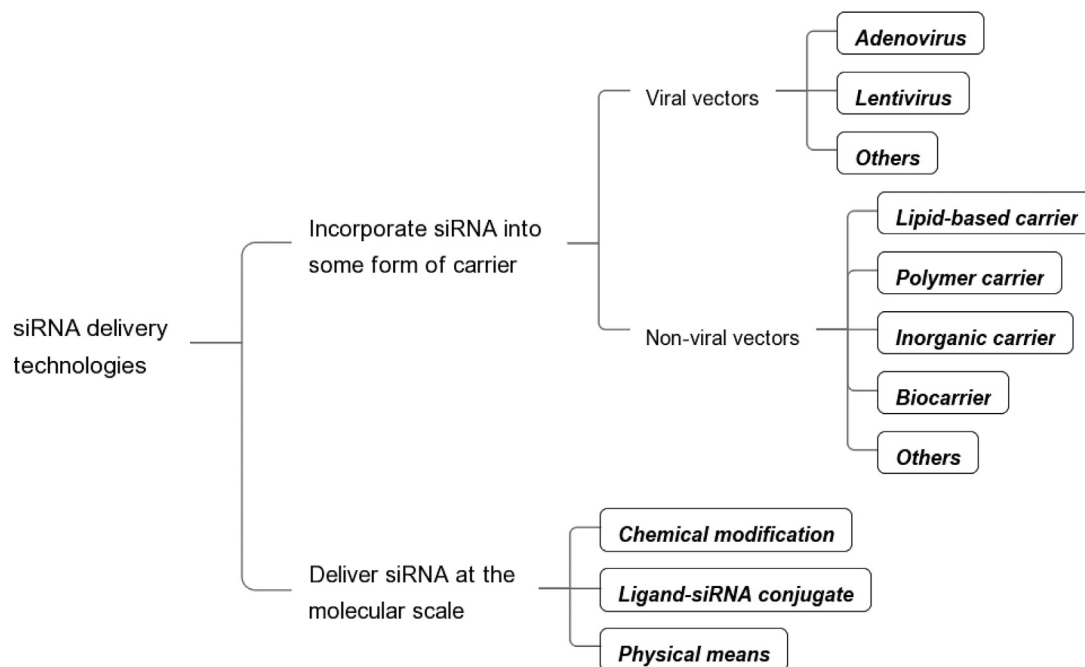 siRNA delivery
technologies
Incorporate siRNA into
some form of carrier
Viral vectors
Adenovirus
Lentivirus
Others
Non-viral vectors
Lipid-based carrier
Polymer carrier
Inorganic carrier
Biocarrier
Others
Deliver siRNA at the
molecular scale
Chemical modification
Ligand-siRNA conjugate
Physical means